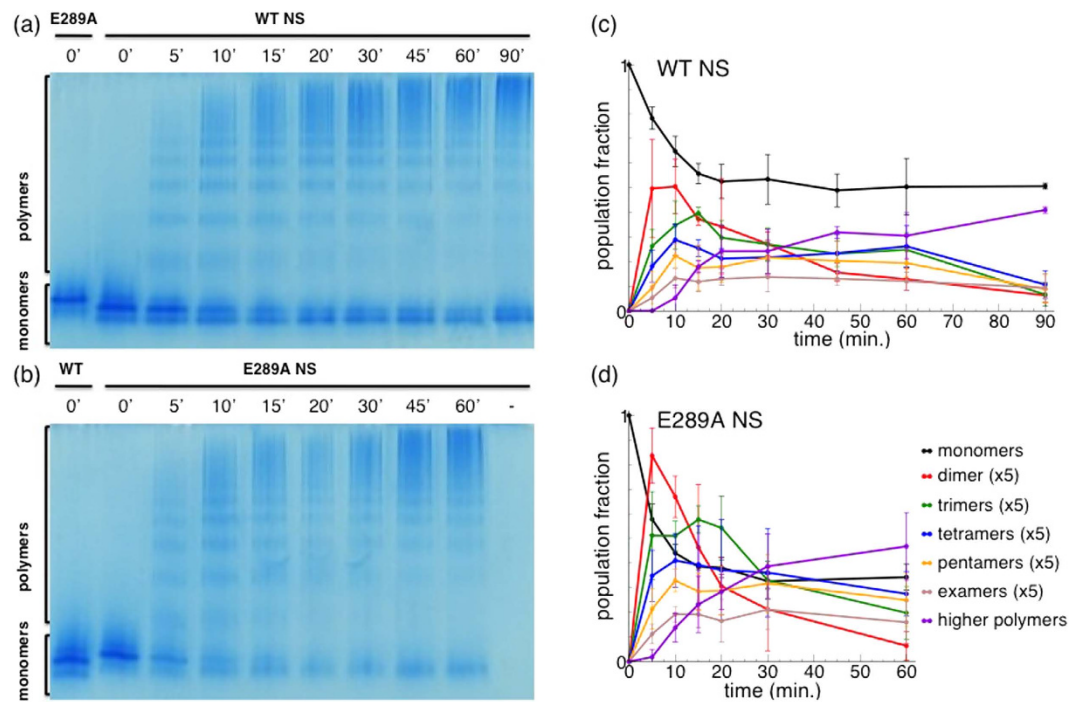 (a)
E289A WT NS
0' 0' 5' 10' 15' 20' 30' 45' 60' 90'
polymers
monomers
(b)
WT E289A NS
0' 0' 5' 10' 15' 20' 30' 45' 60' -
polymers
monomers
(c)
WT NS
1
population fraction
0
0 10 20 30 40 50 60 70 80 90
time (min.)
(d)
E289A NS
1
population fraction
1
0 10 20 30 40 50 60
time (min.)
monomers
dimer (x5)
trimers (x5)
tetramers (x5)
pentamers (x5)
examers (x5)
higher polymers